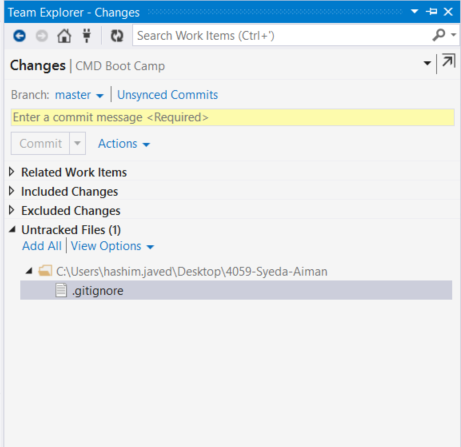 Team Explorer - Changes
Search Work Items (Ctrl+')
Changes | CMD Boot Camp
Branch: master | Unsynced Commits
Enter a commit message <Required>
Commit Actions
Related Work Items
Included Changes
Excluded Changes
Untracked Files (1)
Add All | View Options
C:\Users\hashim.javed\Desktop\4059-Syeda-Aiman
.gitignore